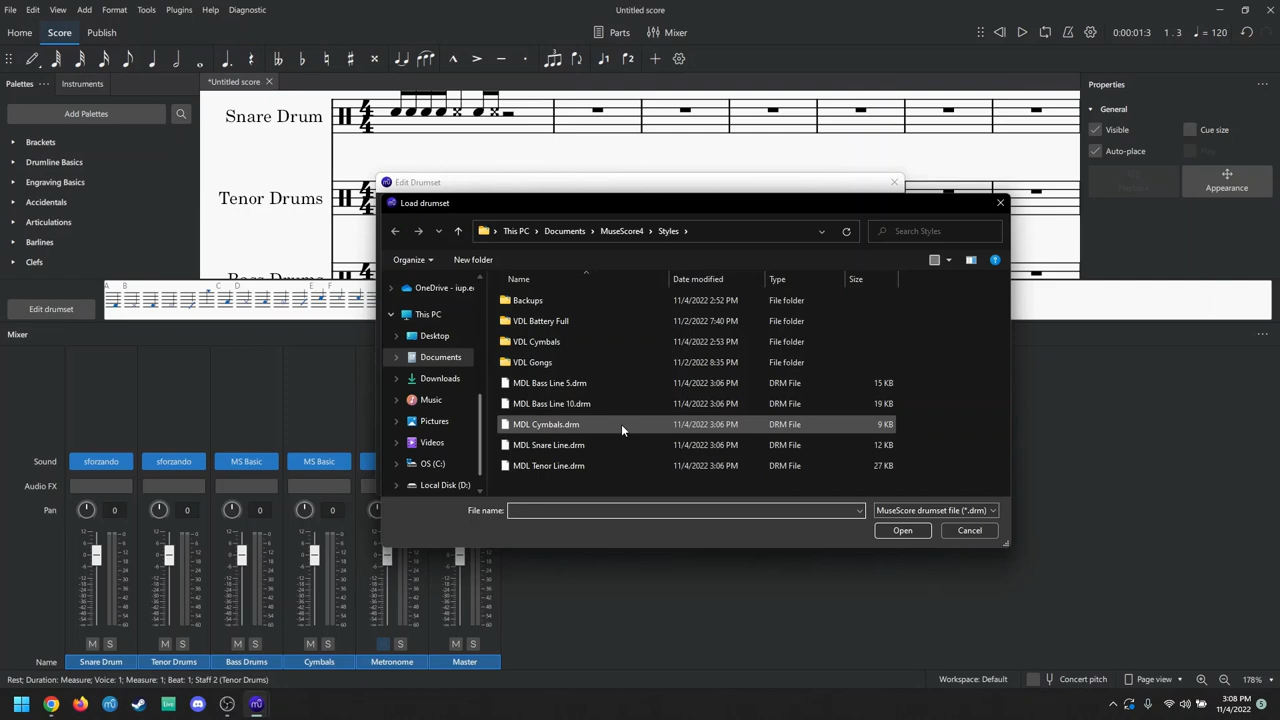 File Edit View Add Format Tools Plugins Help Diagnostic
Untitled score
Home Score Publish
Parts Mixer
0:00:01:3 1 . 3 = 120 Undo
Palettes Instruments
*Untitled score
Properties
Add Palettes
General
Brackets
Drumline Basics
Engraving Basics
Accidentals
Articulations
Barlines
Clefs
Visible Cue size
Auto-place Play
Playback Appearance
Snare Drum
Tenor Drums
Edit Drumset
Load drumset
This PC Documents MuseScore4 Styles
Search Styles
Organize New folder
OneDrive - iup.e
This PC
Desktop
Documents
Downloads
Music
Pictures
Videos
OS (C:)
Local Disk (D:)
Name Date modified Type Size
Backups 11/4/2022 2:52 PM File folder
VDL Battery Full 11/2/2022 7:40 PM File folder
VDL Cymbals 11/4/2022 2:53 PM File folder
VDL Gongs 11/2/2022 8:35 PM File folder
MDL Bass Line 5.drm 11/4/2022 3:06 PM DRM File 15 KB
MDL Bass Line 10.drm 11/4/2022 3:06 PM DRM File 19 KB
MDL Cymbals.drm 11/4/2022 3:06 PM DRM File 9 KB
MDL Snare Line.drm 11/4/2022 3:06 PM DRM File 12 KB
MDL Tenor Line.drm 11/4/2022 3:06 PM DRM File 27 KB
File name: MuseScore drumset file (*.drm)
Open Cancel
A B C D E F
Edit drumset
Mixer
Sound sforzando sforzando MS Basic MS Basic
Audio FX
Pan 0 0 0 0
M S M S M S M S S M S
Name Snare Drum Tenor Drums Bass Drums Cymbals Metronome Master
Rest; Duration: Measure; Voice: 1; Measure: 1; Beat: 1; Staff 2 (Tenor Drums)
Workspace: Default Concert pitch Page view 178%
3:08 PM
11/4/2022